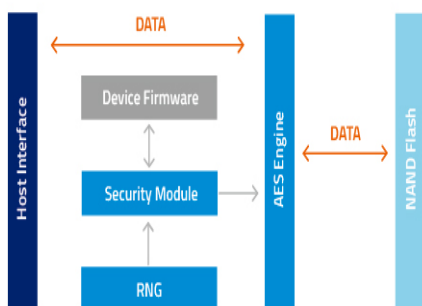 DATA
Host Interface
Device Firmware
Security Module
RNG
AES Engine
DATA
NAND Flash